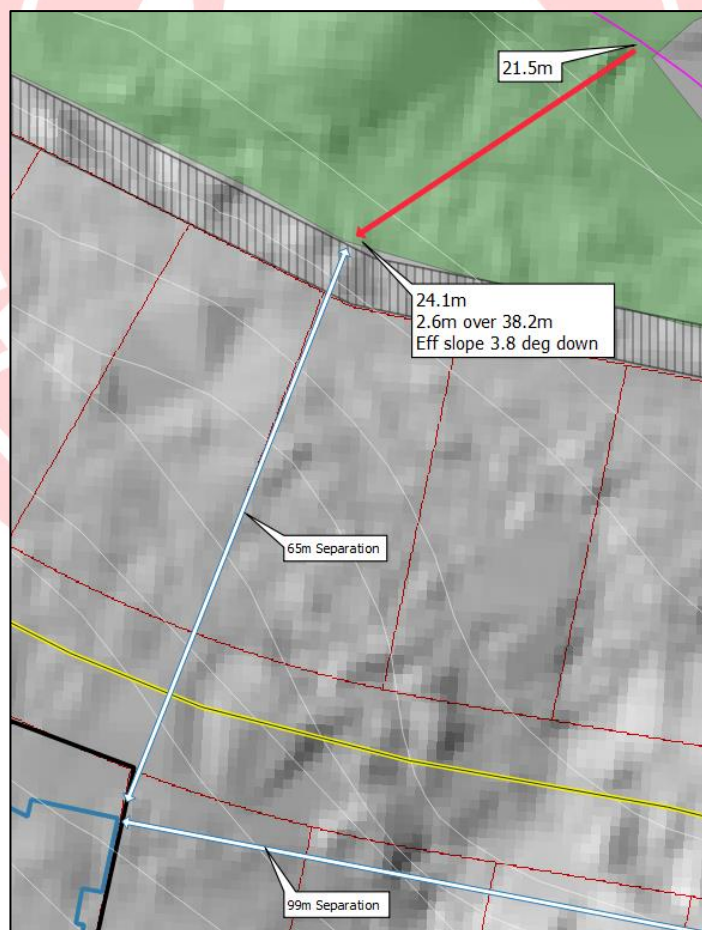 21.5m
24.1m
2.6m over 38.2m
Eff slope 3.8 deg down
65m Separation
99m Separation